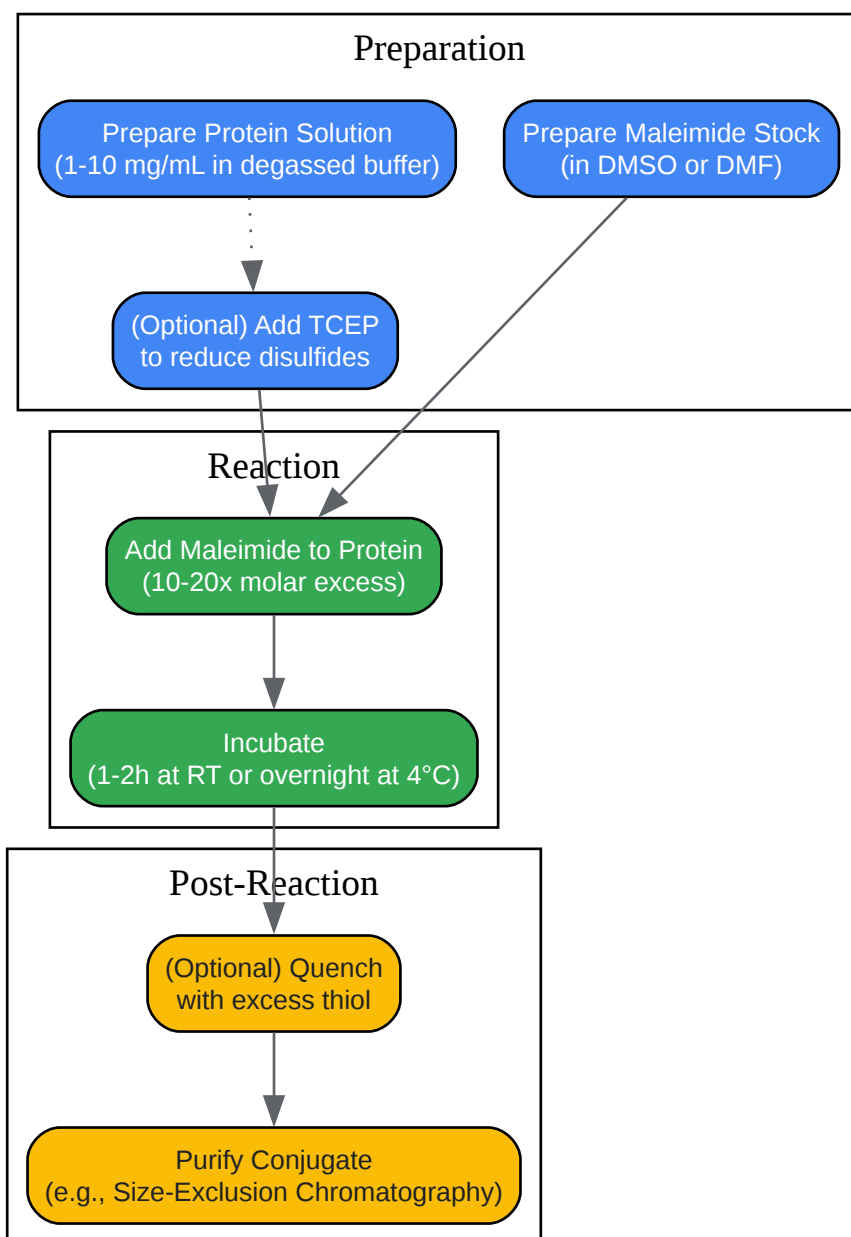 Preparation
Prepare Protein Solution
(1-10 mg/mL in degassed buffer)
Prepare Maleimide Stock
(in DMSO or DMF)
(Optional) Add TCEP
to reduce disulfides
Reaction
Add Maleimide to Protein
(10-20x molar excess)
Incubate
(1-2h at RT or overnight at 4°C)
Post-Reaction
(Optional) Quench
with excess thiol
Purify Conjugate
(e.g., Size-Exclusion Chromatography)